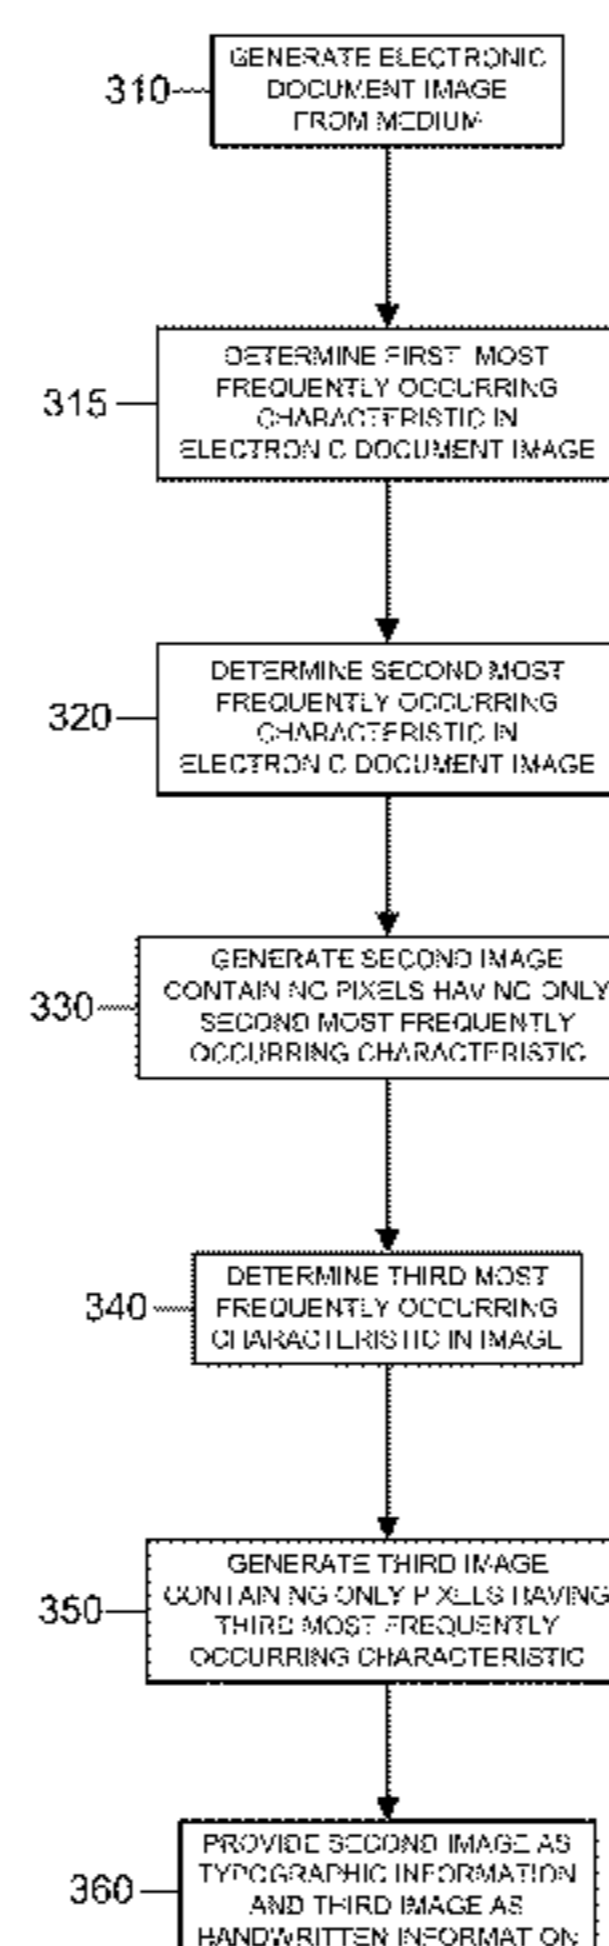 310
GENERATE ELECTRONIC
DOCUMENT IMAGE
FROM MEDIUM
315
DETERMINE FIRST MOST
FREQUENTLY OCCURRING
CHARACTERISTIC IN
ELECTRONIC DOCUMENT IMAGE
320
DETERMINE SECOND MOST
FREQUENTLY OCCURRING
CHARACTERISTIC IN
ELECTRONIC DOCUMENT IMAGE
330
GENERATE SECOND IMAGE
CONTAINING PIXELS HAVING ONLY
SECOND MOST FREQUENTLY
OCCURRING CHARACTERISTIC
340
DETERMINE THIRD MOST
FREQUENTLY OCCURRING
CHARACTERISTIC IN IMAGE
350
GENERATE THIRD IMAGE
CONTAINING ONLY PIXELS HAVING
THIRD MOST FREQUENTLY
OCCURRING CHARACTERISTIC
360
PROVIDE SECOND IMAGE AS
TYPOGRAPHIC INFORMATION
AND THIRD IMAGE AS
HANDWRITTEN INFORMATION